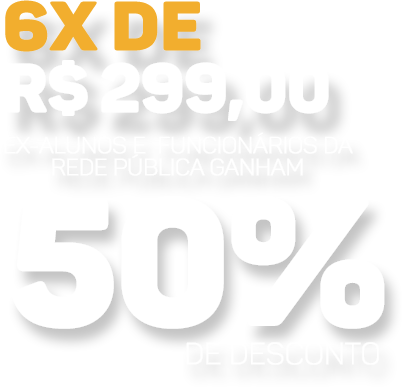 6X DE
R$ 299,00
EX-ALUNOS E FUNCIONÁRIOS DA
REDE PÚBLICA GANHAM
50%
DE DESCONTO